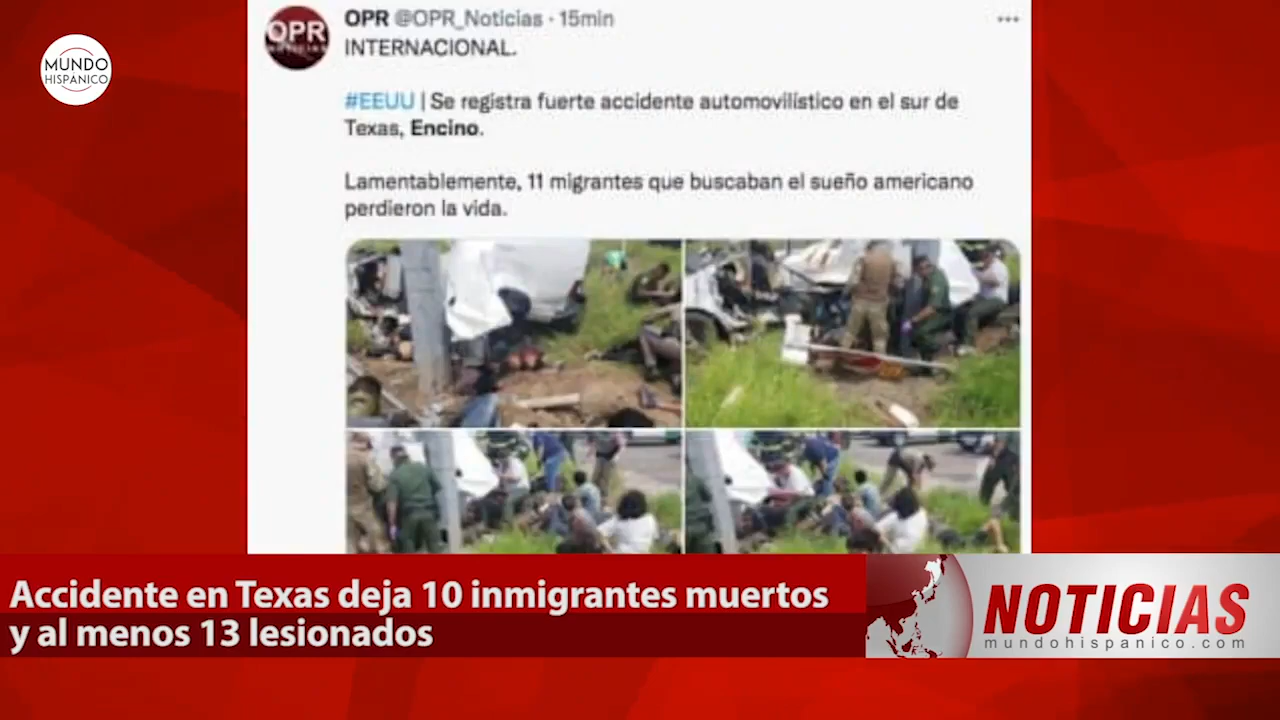 MUNDO
HISPÁNICO
OPR
NOTICIAS
OPR @OPR_Noticias · 15min
INTERNACIONAL.
#EEUU | Se registra fuerte accidente automovilístico en el sur de
Texas, Encino.
Lamentablemente, 11 migrantes que buscaban el sueño americano
perdieron la vida.
Accidente en Texas deja 10 inmigrantes muertos
y al menos 13 lesionados
NOTICIAS
mundohispanico.com